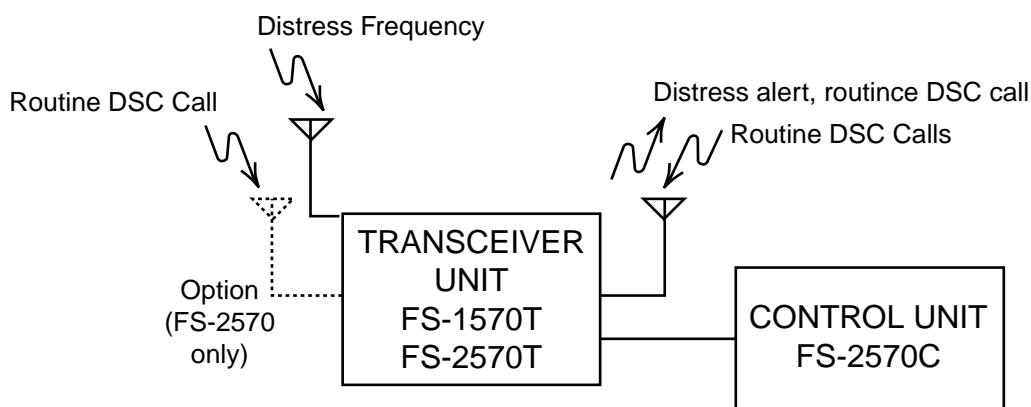 Distress Frequency
Routine DSC Call
Distress alert, routince DSC call
Routine DSC Calls
Option
(FS-2570
only)
TRANSCEIVER
UNIT
FS-1570T
FS-2570T
CONTROL UNIT
FS-2570C